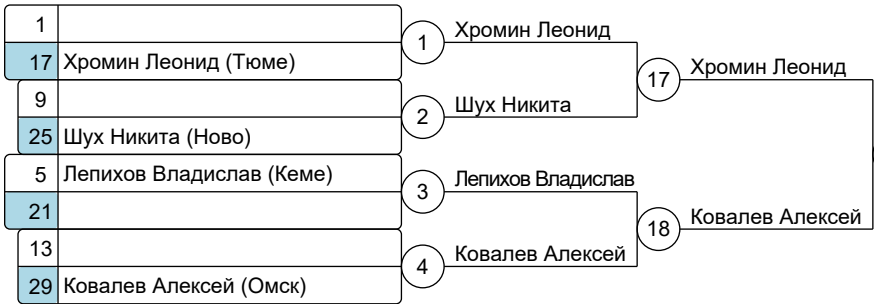 1
17 Хромин Леонид (Тюме)
9
25 Шух Никита (Ново)
5 Лепихов Владислав (Кеме)
21
13
29 Ковалев Алексей (Омск)
1 Хромин Леонид
2 Шух Никита
3 Лепихов Владислав
4 Ковалев Алексей
17 Хромин Леонид
18 Ковалев Алексей